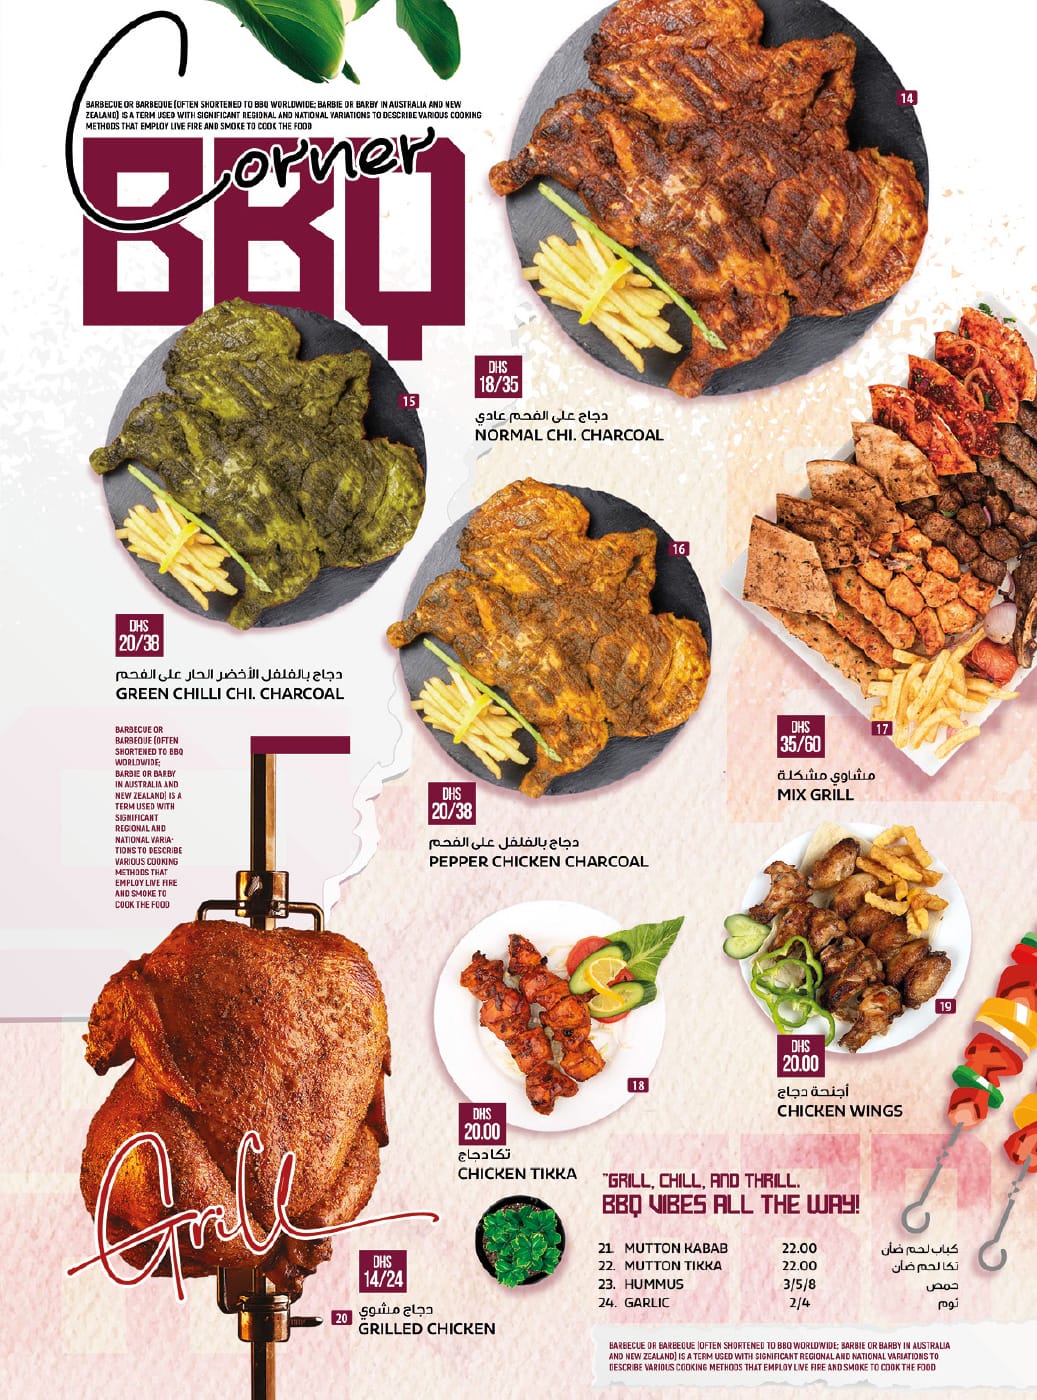 Corner
BARBECUE OR BARBEQUE (OFTEN SHORTENED TO BBQ WORLDWIDE; BARBIE OR BARBY IN AUSTRALIA AND NEW
ZEALAND) IS A TERM USED WITH SIGNIFICANT REGIONAL AND NATIONAL VARIATIONS TO DESCRIBE VARIOUS COOKING
METHODS THAT EMPLOY LIVE FIRE AND SMOKE TO COOK THE FOOD
BBQ
14
DHS
18/35
دجاج على الفحم عادي
NORMAL CHI. CHARCOAL
15
DHS
20/38
دجاج بالفلفل الأخضر الحار على الفحم
GREEN CHILLI CHI. CHARCOAL
16
DHS
20/38
دجاج بالفلفل على الفحم
PEPPER CHICKEN CHARCOAL
17
DHS
35/60
مشاوي مشكلة
MIX GRILL
BARBECUE OR
BARBEQUE (OFTEN
SHORTENED TO BBQ
WORLDWIDE;
BARBIE OR BARBY
IN AUSTRALIA AND
NEW ZEALAND) IS A
TERM USED WITH
SIGNIFICANT
REGIONAL AND
NATIONAL VARIA-
TIONS TO DESCRIBE
VARIOUS COOKING
METHODS THAT
EMPLOY LIVE FIRE
AND SMOKE TO
COOK THE FOOD
18
DHS
20.00
تكا دجاج
CHICKEN TIKKA
19
DHS
20.00
أجنحة دجاج
CHICKEN WINGS
Grill
DHS
14/24
20
دجاج مشوي
GRILLED CHICKEN
"GRILL, CHILL, AND THRILL.
BBQ VIBES ALL THE WAY!
21. MUTTON KABAB 22.00 كباب لحم ضأن
22. MUTTON TIKKA 22.00 تكا لحم ضأن
23. HUMMUS 3/5/8 حمص
24. GARLIC 2/4 ثوم
BARBECUE OR BARBEQUE (OFTEN SHORTENED TO BBQ WORLDWIDE; BARBIE OR BARBY IN AUSTRALIA
AND NEW ZEALAND) IS A TERM USED WITH SIGNIFICANT REGIONAL AND NATIONAL VARIATIONS TO
DESCRIBE VARIOUS COOKING METHODS THAT EMPLOY LIVE FIRE AND SMOKE TO COOK THE FOOD